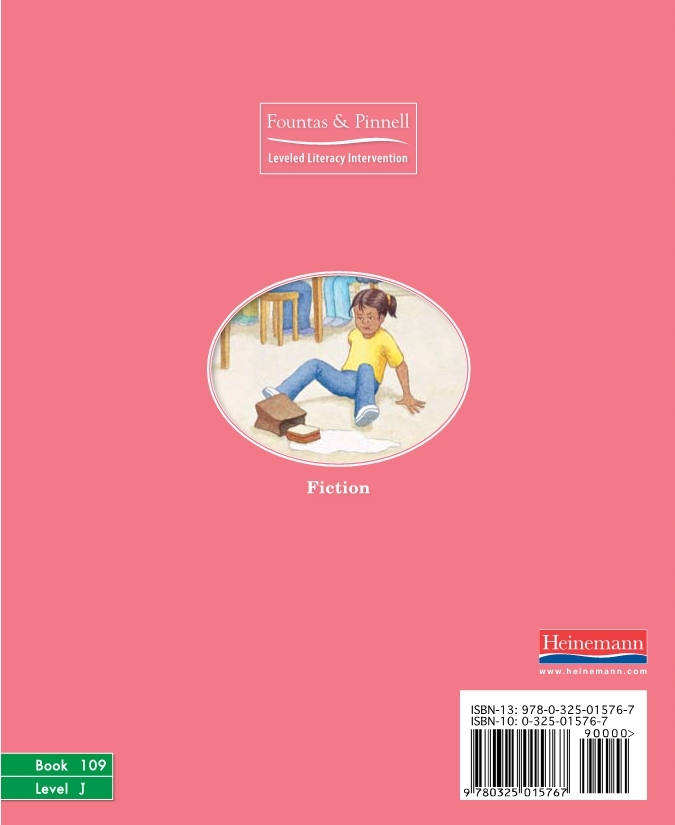 Fountas & Pinnell
Leveled Literacy Intervention
Fiction
Heinemann
www.heinemann.com
ISBN-13: 978-0-325-01576-7
ISBN-10: 0-325-01576-7
90000>
9 780325 015767
Book 109
Level J